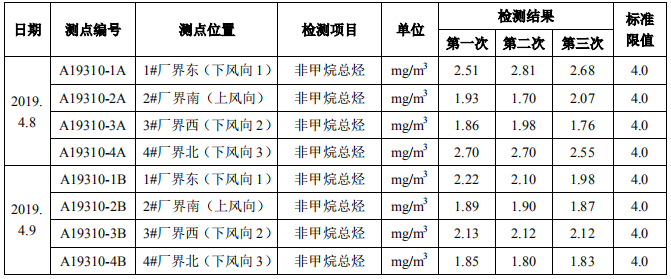 日期 测点编号 测点位置 检测项目 单位 检测结果 标准限值
第一次 第二次 第三次
2019.4.8 A19310-1A 1#厂界东（下风向1） 非甲烷总烃 mg/m³ 2.51 2.81 2.68 4.0
A19310-2A 2#厂界南（上风向） 非甲烷总烃 mg/m³ 1.93 1.70 2.07 4.0
A19310-3A 3#厂界西（下风向2） 非甲烷总烃 mg/m³ 1.86 1.98 1.76 4.0
A19310-4A 4#厂界北（下风向3） 非甲烷总烃 mg/m³ 2.70 2.70 2.55 4.0
2019.4.9 A19310-1B 1#厂界东（下风向1） 非甲烷总烃 mg/m³ 2.22 2.10 1.98 4.0
A19310-2B 2#厂界南（上风向） 非甲烷总烃 mg/m³ 1.89 1.90 1.87 4.0
A19310-3B 3#厂界西（下风向2） 非甲烷总烃 mg/m³ 2.13 2.12 2.12 4.0
A19310-4B 4#厂界北（下风向3） 非甲烷总烃 mg/m³ 1.85 1.80 1.83 4.0